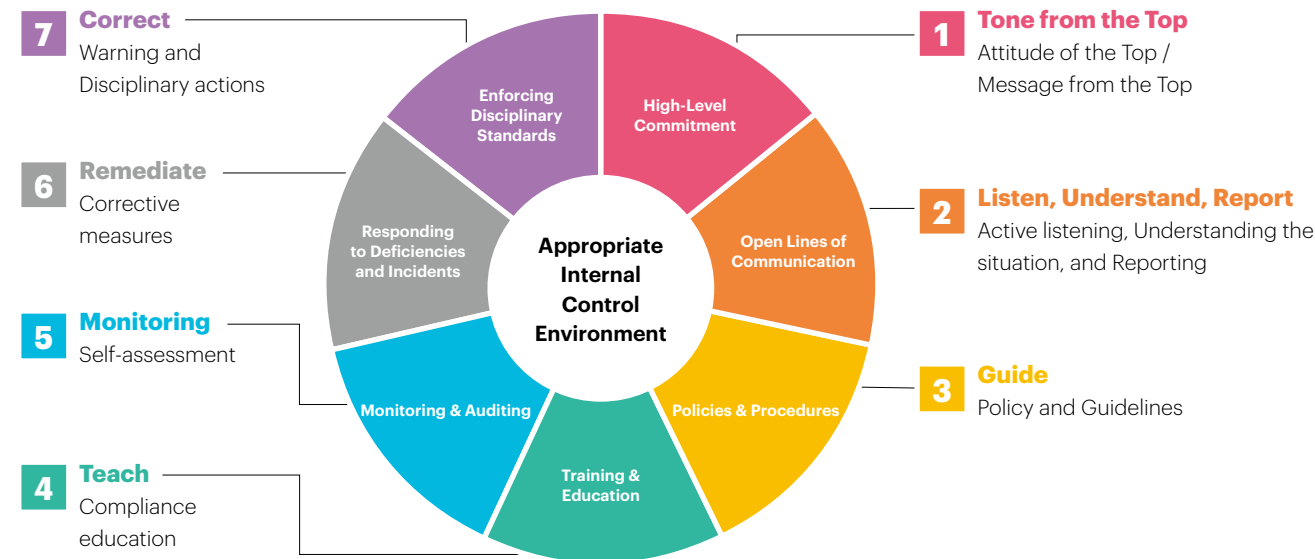 7
Correct
Warning and
Disciplinary actions
6
Remediate
Corrective
measures
5
Monitoring
Self-assessment
4
Teach
Compliance
education
Enforcing
Disciplinary
Standards
High-Level
Commitment
Responding
to Deficiencies
and Incidents
Appropriate
Internal
Control
Environment
Open Lines of
Communication
Monitoring & Auditing
Policies & Procedures
Training &
Education
1
Tone from the Top
Attitude of the Top /
Message from the Top
2
Listen, Understand, Report
Active listening, Understanding the
situation, and Reporting
3
Guide
Policy and Guidelines